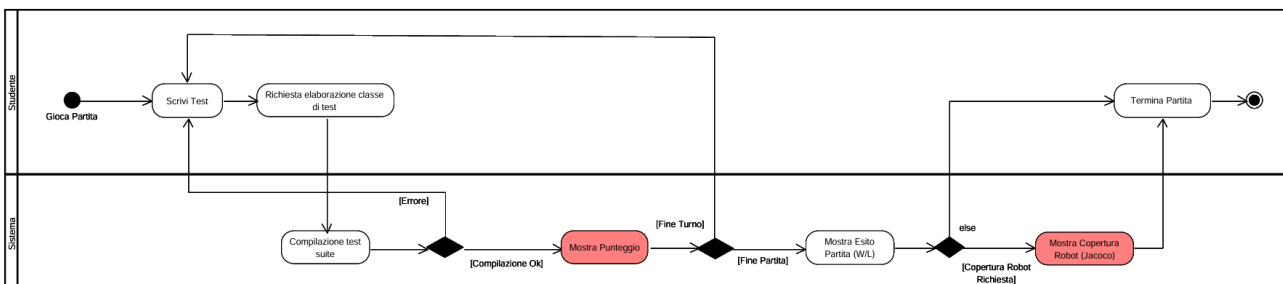 Studente
Gioca Partita
Scrivi Test
Richiesta elaborazione classe
di test
Termina Partita
Sistema
Compilazione test
suite
[Errore]
[Compilazione Ok]
Mostra Punteggio
[Fine Turno]
[Fine Partita]
Mostra Esito
Partita (W/L)
else
[Copertura Robot
Richiesta]
Mostra Copertura
Robot (Jacoco)